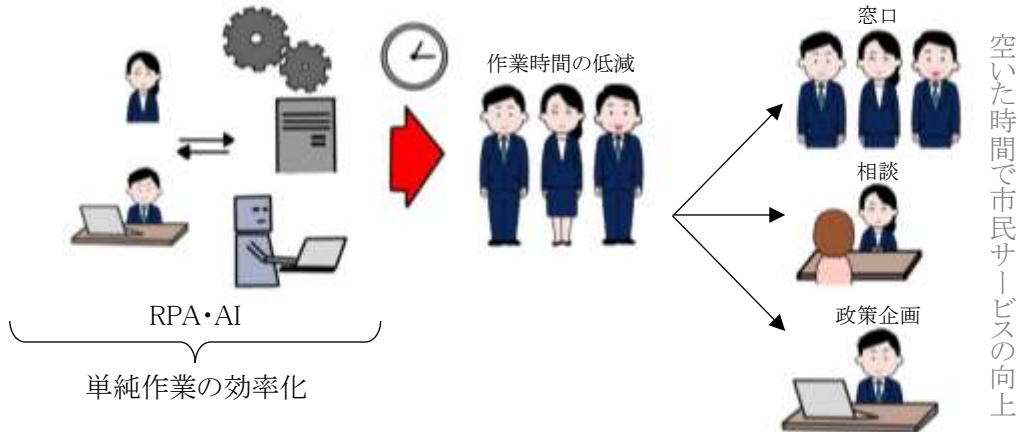 RPA・AI
単純作業の効率化
作業時間の低減
窓口
相談
政策企画
空いた時間で市民サービスの向上